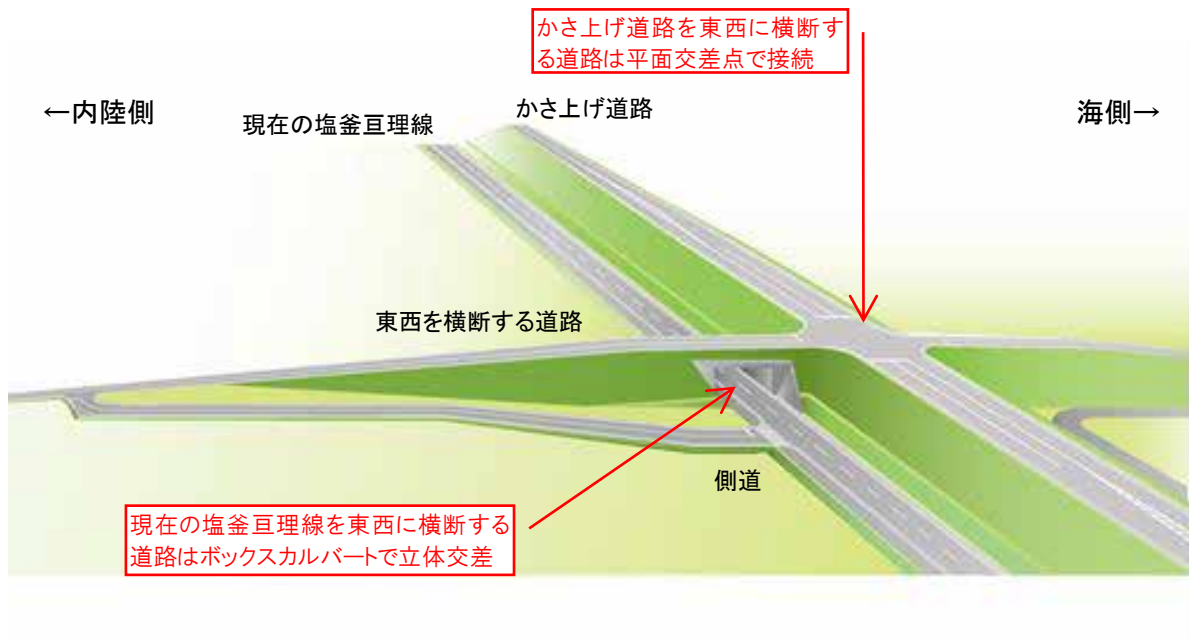 かさ上げ道路を東西に横断す
る道路は平面交差点で接続
←内陸側
現在の塩釜亘理線
かさ上げ道路
海側→
東西を横断する道路
側道
現在の塩釜亘理線を東西に横断する
道路はボックスカルバートで立体交差